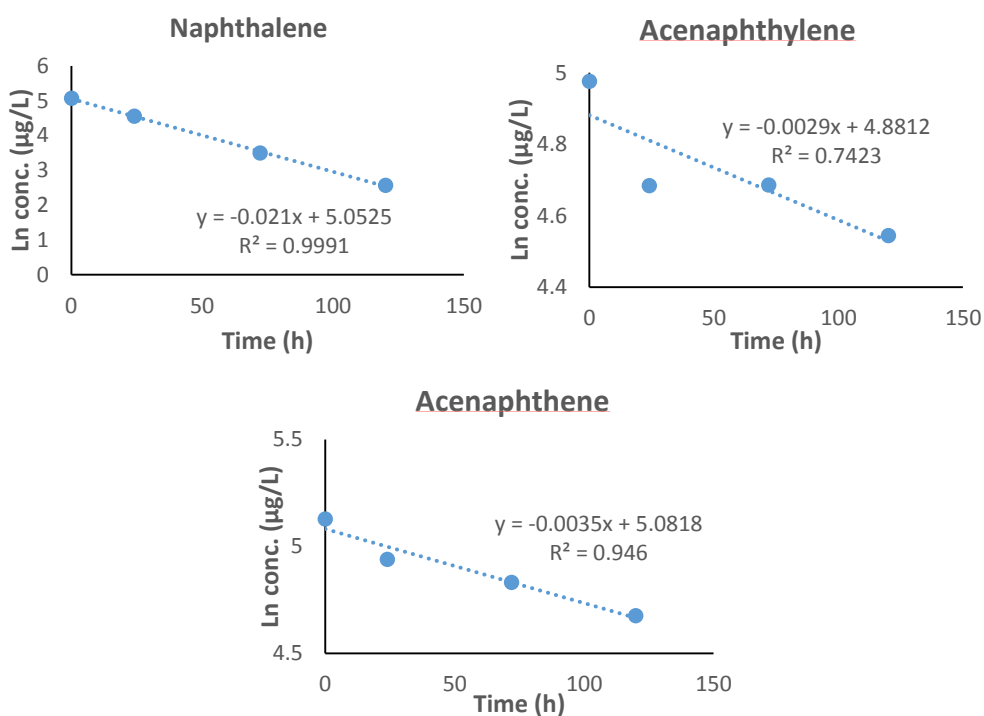 Naphthalene
6
5
4
3
2
1
0
Ln conc. (µg/L)
y = -0.021x + 5.0525
R² = 0.9991
0 50 100 150
Time (h)
Acenaphthylene
5
4.8
4.6
4.4
Ln conc. (µg/L)
y = -0.0029x + 4.8812
R² = 0.7423
0 50 100 150
Time (h)
Acenaphthene
5.5
5
4.5
Ln conc. (µg/L)
y = -0.0035x + 5.0818
R² = 0.946
0 50 100 150
Time (h)